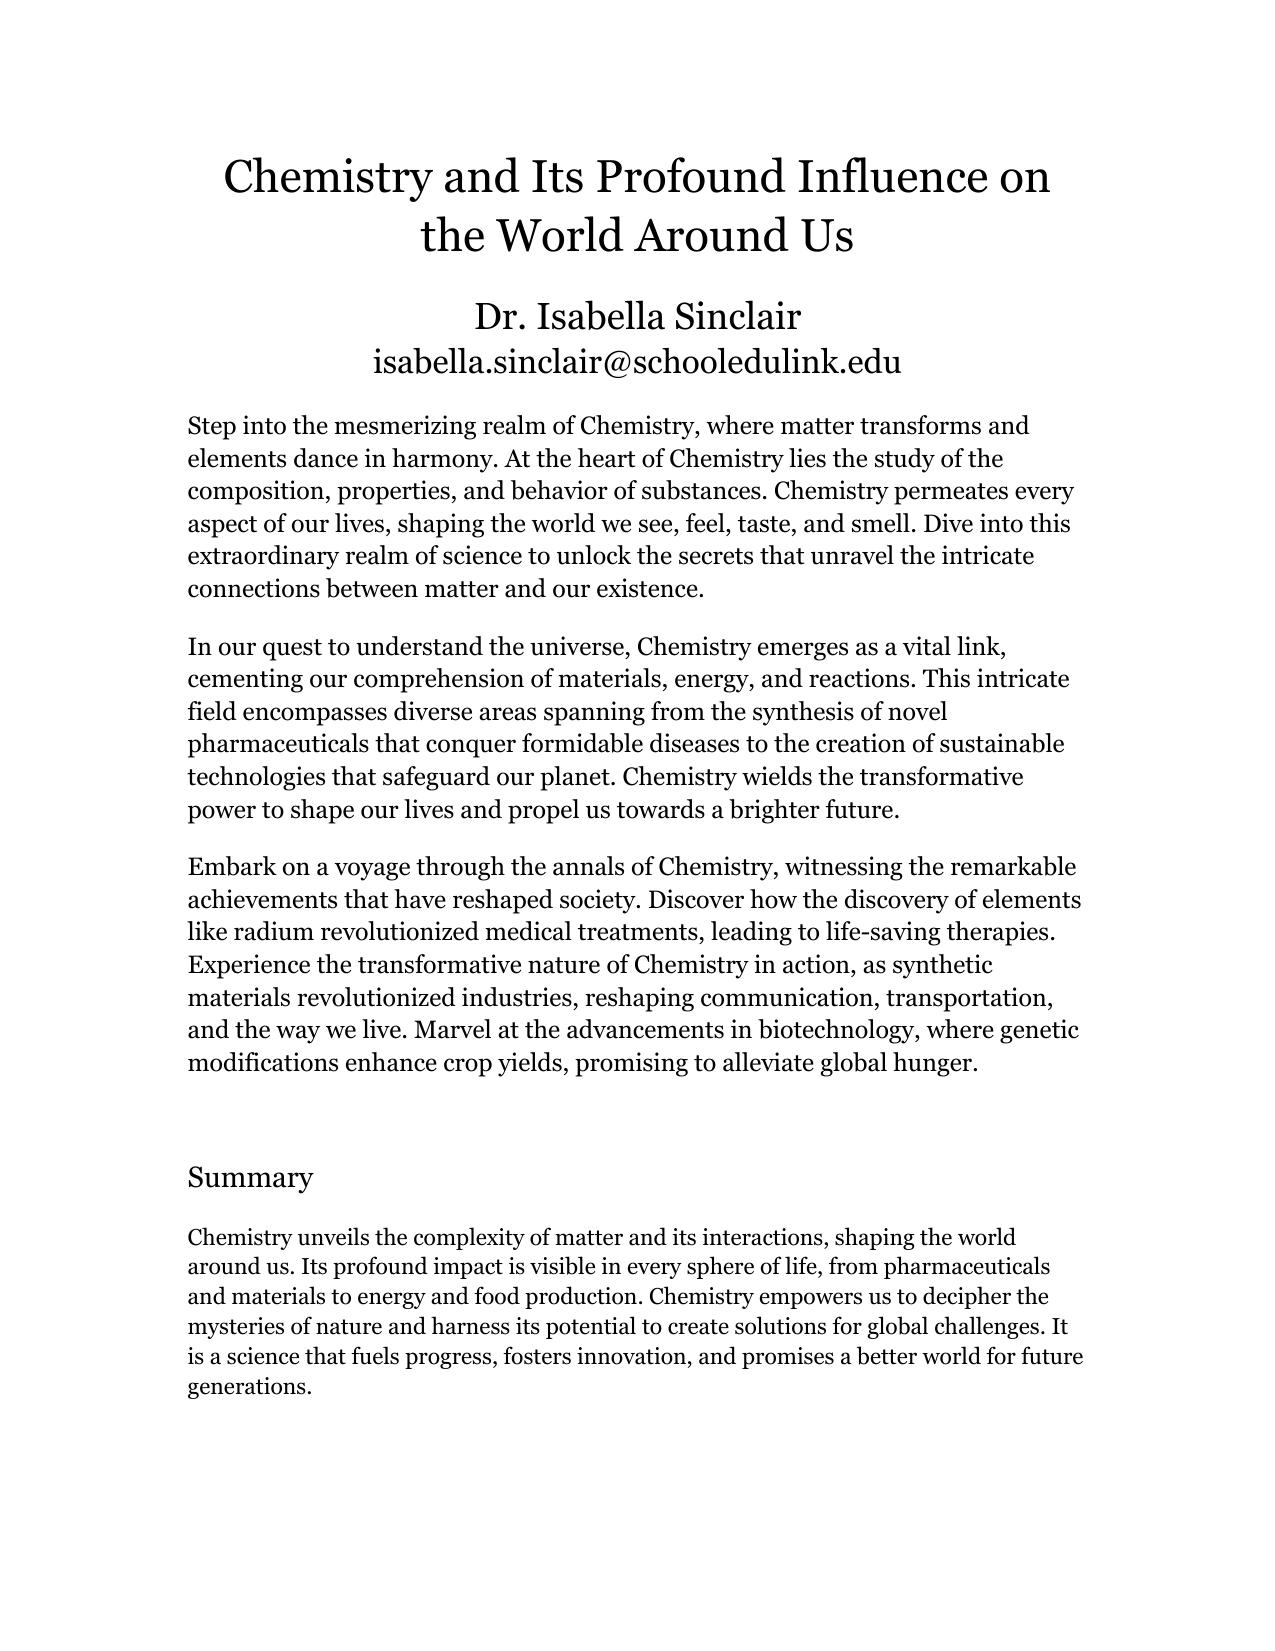 Chemistry and Its Profound Influence on
the World Around Us
Dr. Isabella Sinclair
isabella.sinclair@schooledulink.edu
Step into the mesmerizing realm of Chemistry, where matter transforms and
elements dance in harmony. At the heart of Chemistry lies the study of the
composition, properties, and behavior of substances. Chemistry permeates every
aspect of our lives, shaping the world we see, feel, taste, and smell. Dive into this
extraordinary realm of science to unlock the secrets that unravel the intricate
connections between matter and our existence.
In our quest to understand the universe, Chemistry emerges as a vital link,
cementing our comprehension of materials, energy, and reactions. This intricate
field encompasses diverse areas spanning from the synthesis of novel
pharmaceuticals that conquer formidable diseases to the creation of sustainable
technologies that safeguard our planet. Chemistry wields the transformative
power to shape our lives and propel us towards a brighter future.
Embark on a voyage through the annals of Chemistry, witnessing the remarkable
achievements that have reshaped society. Discover how the discovery of elements
like radium revolutionized medical treatments, leading to life-saving therapies.
Experience the transformative nature of Chemistry in action, as synthetic
materials revolutionized industries, reshaping communication, transportation,
and the way we live. Marvel at the advancements in biotechnology, where genetic
modifications enhance crop yields, promising to alleviate global hunger.
Summary
Chemistry unveils the complexity of matter and its interactions, shaping the world
around us. Its profound impact is visible in every sphere of life, from pharmaceuticals
and materials to energy and food production. Chemistry empowers us to decipher the
mysteries of nature and harness its potential to create solutions for global challenges. It
is a science that fuels progress, fosters innovation, and promises a better world for future
generations.